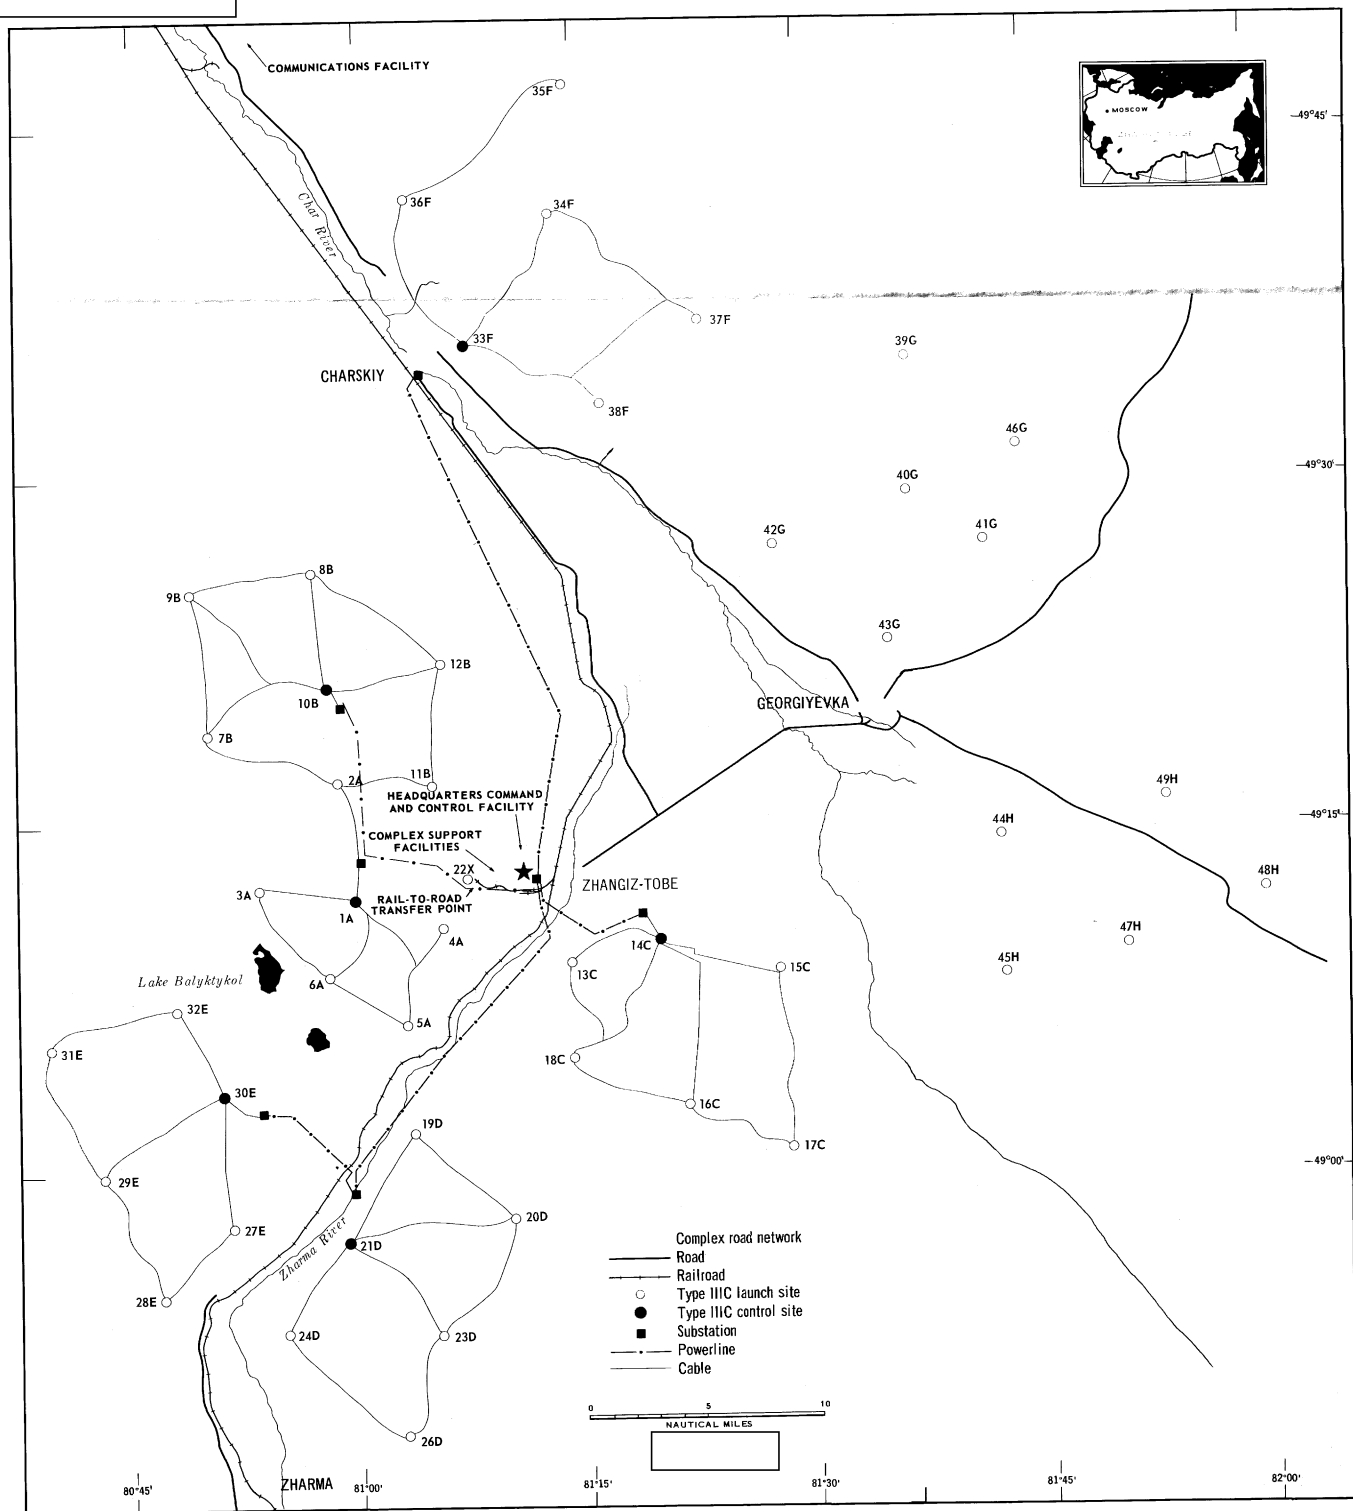 COMMUNICATIONS FACILITY
35F
MOSCOW
49°45'
36F
34F
Char River
37F
33F
39G
CHARSKIY
38F
46G
49°30'
40G
42G
41G
8B
9B
43G
12B
10B
GEORGIYEVKA
7B
2A
11B
49H
HEADQUARTERS COMMAND
AND CONTROL FACILITY
49°15'
44H
COMPLEX SUPPORT
FACILITIES
22X
48H
ZHANGIZ-TOBE
3A
RAIL-TO-ROAD
TRANSFER POINT
1A
4A
14C
47H
13C
15C
45H
Lake Balyktykol
6A
32E
5A
31E
18C
30E
16C
19D
17C
49°00'
29E
20D
27E
21D
Zharma River
28E
24D
23D
26D
Complex road network
Road
Railroad
Type IIIC launch site
Type IIIC control site
Substation
Powerline
Cable
0 5 10
NAUTICAL MILES
ZHARMA
80°45' 81°00' 81°15' 81°30' 81°45' 82°00'